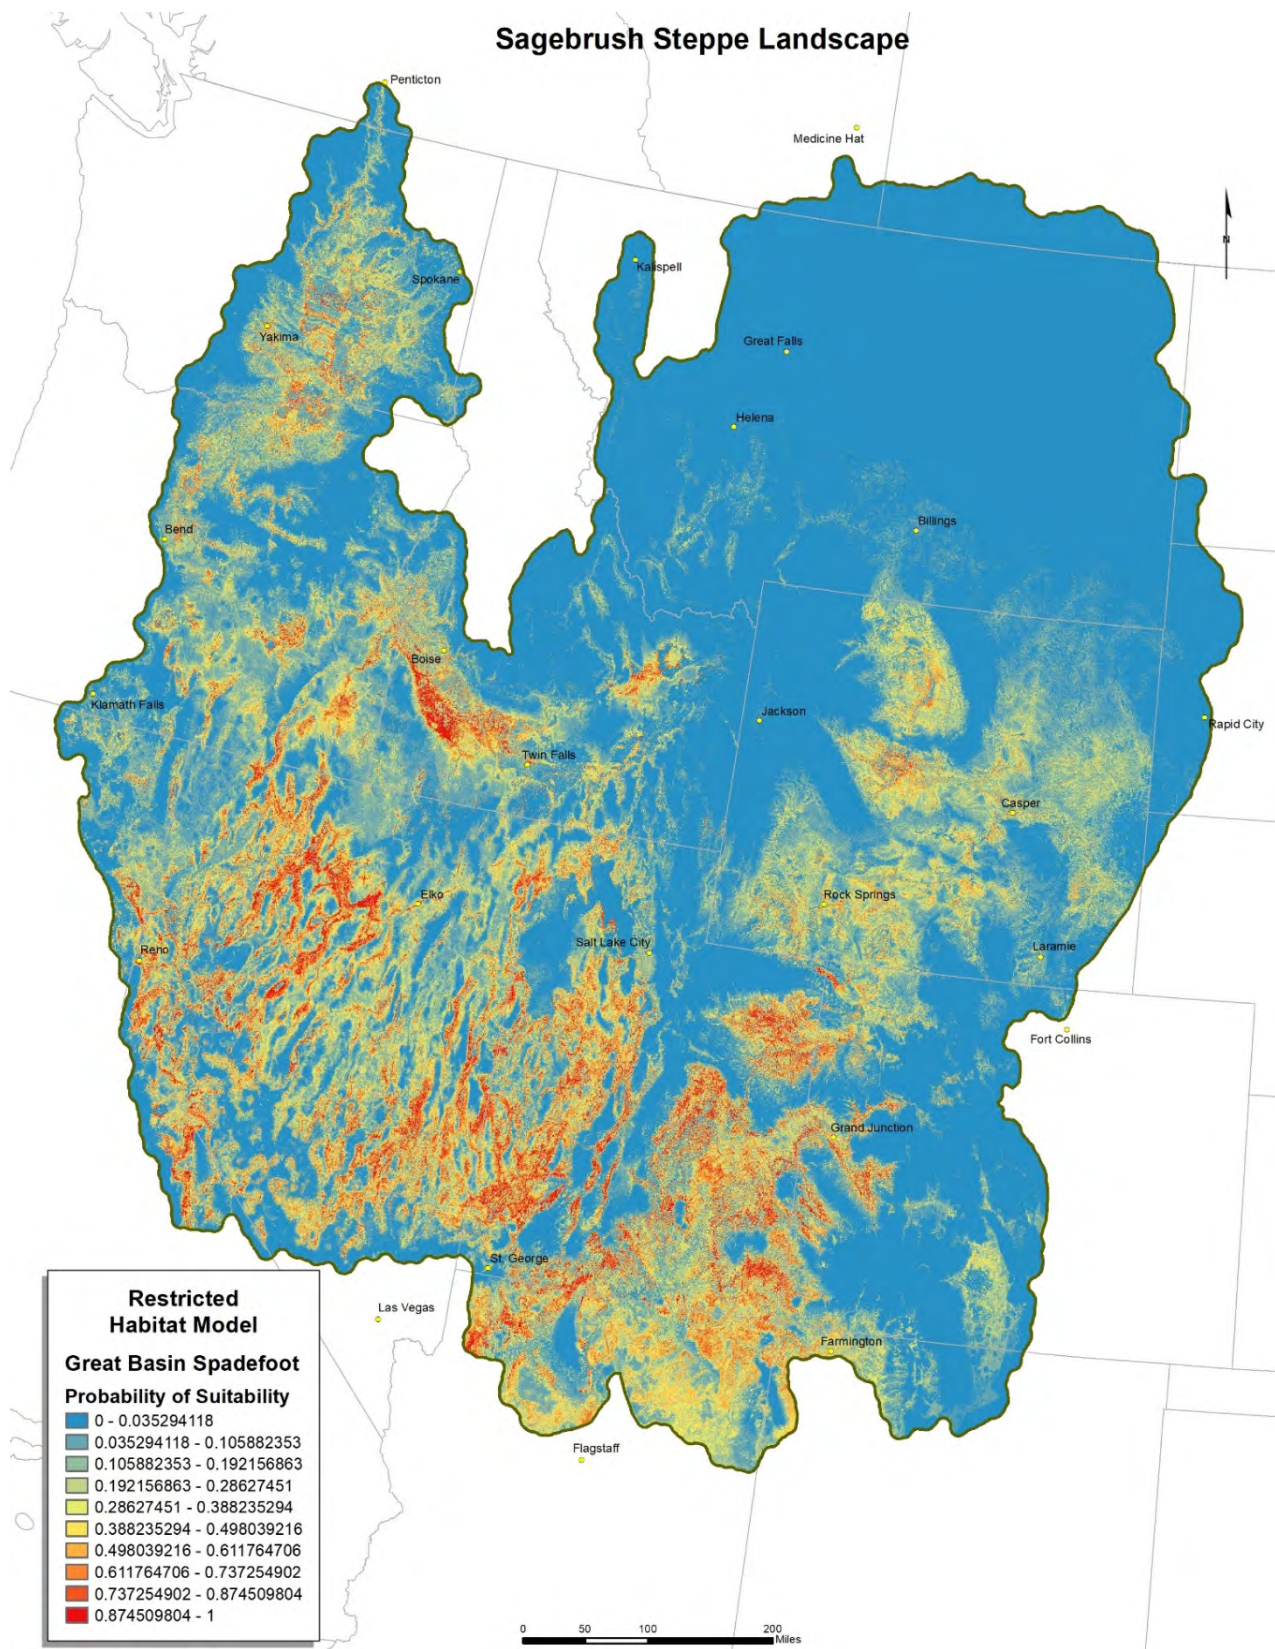 Sagebrush Steppe Landscape
Penticton
Medicine Hat
N
Kalispell
Spokane
Yakima
Great Falls
Helena
Billings
Bend
Boise
Klamath Falls
Jackson
Rapid City
Twin Falls
Casper
Elko
Rock Springs
Reno
Salt Lake City
Laramie
Fort Collins
Grand Junction
St. George
Las Vegas
Farmington
Flagstaff
Restricted
Habitat Model
Great Basin Spadefoot
Probability of Suitability
0 - 0.035294118
0.035294118 - 0.105882353
0.105882353 - 0.192156863
0.192156863 - 0.28627451
0.28627451 - 0.388235294
0.388235294 - 0.498039216
0.498039216 - 0.611764706
0.611764706 - 0.737254902
0.737254902 - 0.874509804
0.874509804 - 1
0 50 100 200
Miles